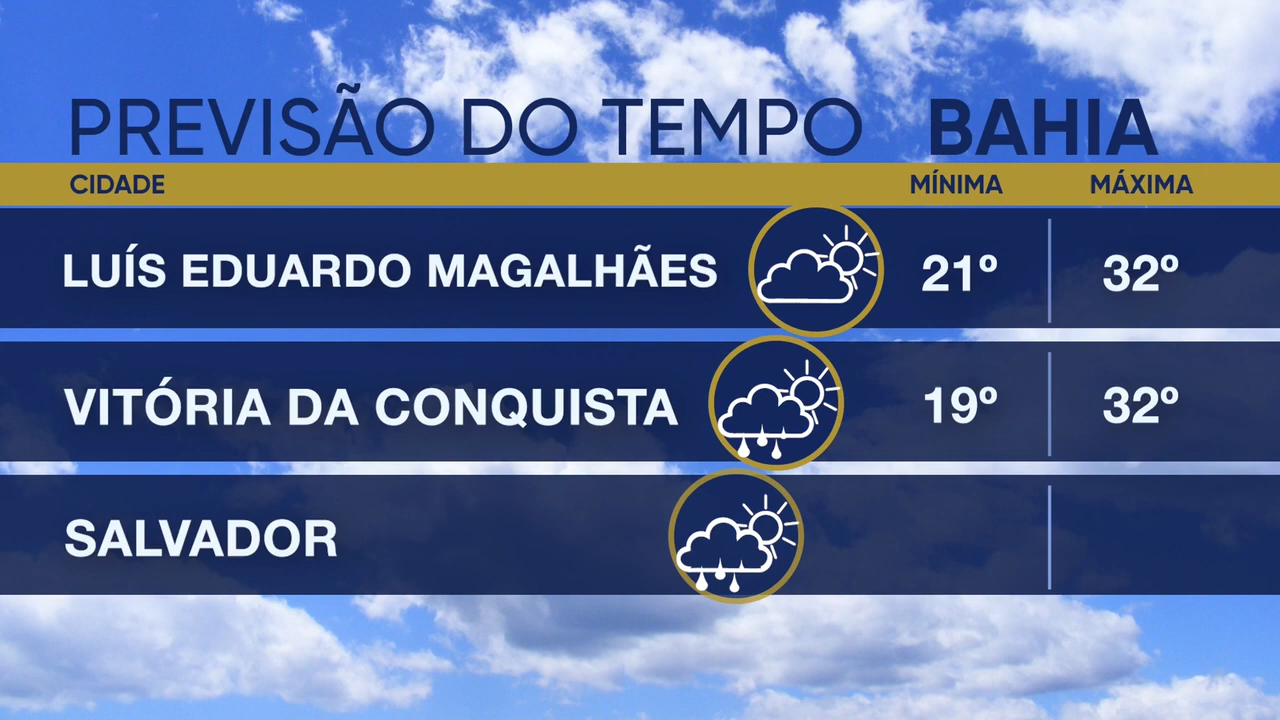 PREVISÃO DO TEMPO BAHIA
CIDADE MÍNIMA MÁXIMA
LUÍS EDUARDO MAGALHÃES 21º 32º
VITÓRIA DA CONQUISTA 19º 32º
SALVADOR